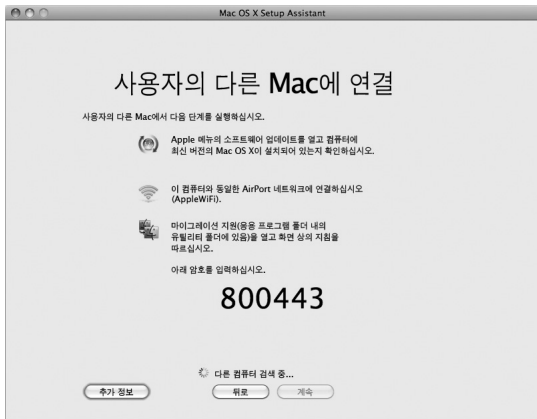 Mac OS X Setup Assistant
사용자의 다른 Mac에 연결
사용자의 다른 Mac에서 다음 단계를 실행하십시오.
Apple 메뉴의 소프트웨어 업데이트를 열고 컴퓨터에
최신 버전의 Mac OS X이 설치되어 있는지 확인하십시오.
이 컴퓨터와 동일한 AirPort 네트워크에 연결하십시오
(AppleWiFi).
마이그레이션 지원(응용 프로그램 폴더 내의
유틸리티 폴더에 있음)을 열고 화면 상의 지침을
따르십시오.
아래 암호를 입력하십시오.
800443
다른 컴퓨터 검색 중...
추가 정보
뒤로
계속